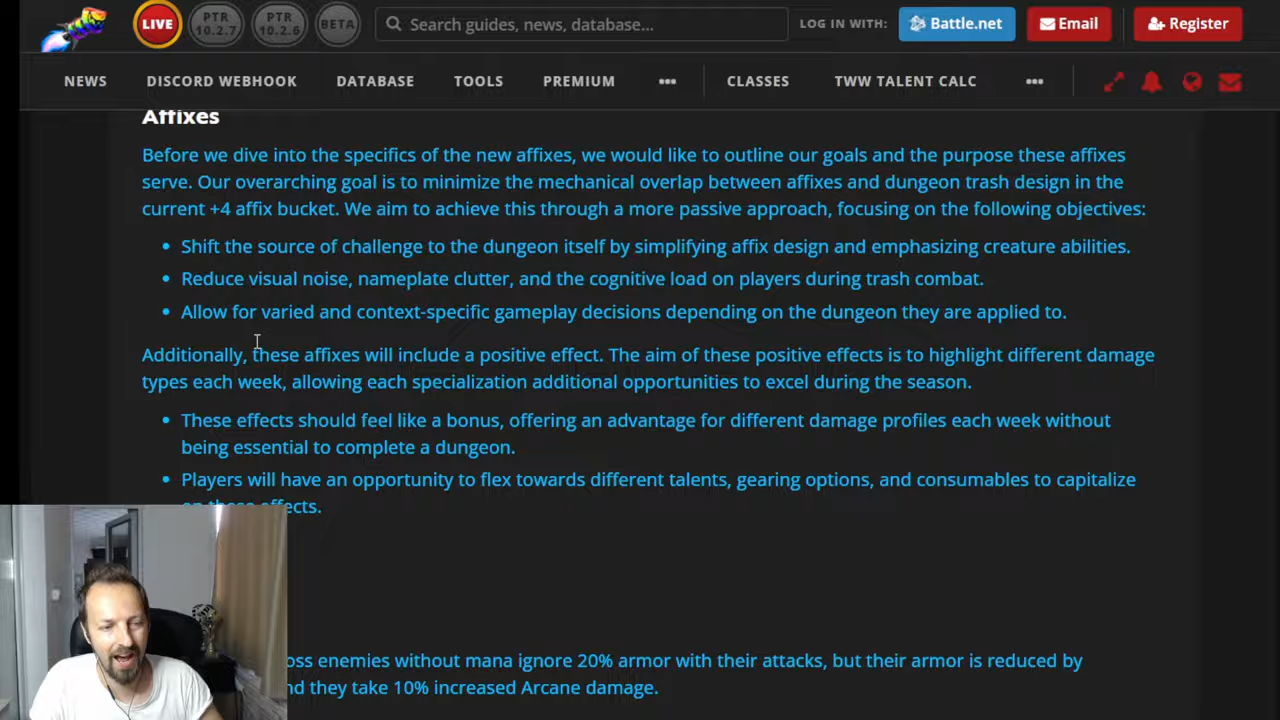 LIVE PTR 10.2.7 PTR 10.2.6 BETA Search guides, news, database... LOG IN WITH: Battle.net Email Register
NEWS DISCORD WEBHOOK DATABASE TOOLS PREMIUM ••• CLASSES TWW TALENT CALC •••
Affixes
Before we dive into the specifics of the new affixes, we would like to outline our goals and the purpose these affixes
serve. Our overarching goal is to minimize the mechanical overlap between affixes and dungeon trash design in the
current +4 affix bucket. We aim to achieve this through a more passive approach, focusing on the following objectives:
• Shift the source of challenge to the dungeon itself by simplifying affix design and emphasizing creature abilities.
• Reduce visual noise, nameplate clutter, and the cognitive load on players during trash combat.
• Allow for varied and context-specific gameplay decisions depending on the dungeon they are applied to.
Additionally, these affixes will include a positive effect. The aim of these positive effects is to highlight different damage
types each week, allowing each specialization additional opportunities to excel during the season.
• These effects should feel like a bonus, offering an advantage for different damage profiles each week without
being essential to complete a dungeon.
• Players will have an opportunity to flex towards different talents, gearing options, and consumables to capitalize
on these effects.
enemies without mana ignore 20% armor with their attacks, but their armor is reduced by
they take 10% increased Arcane damage.